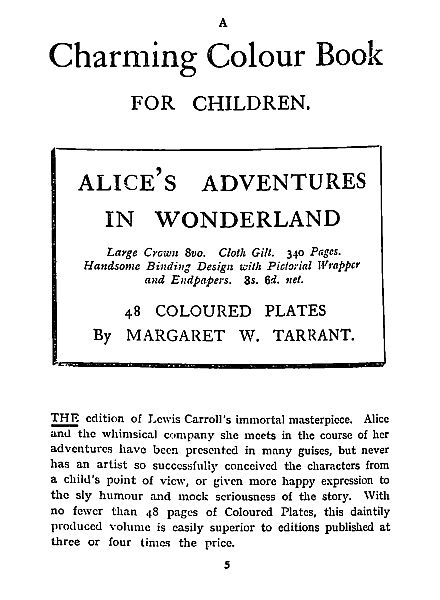 A
Charming Colour Book
FOR CHILDREN.
ALICE'S ADVENTURES
IN WONDERLAND
Large Crown 8vo. Cloth Gilt. 340 Pages.
Handsome Binding Design with Pictorial Wrapper
and Endpapers. 3s. 6d. net.
48 COLOURED PLATES
By MARGARET W. TARRANT.
THE edition of Lewis Carroll's immortal masterpiece. Alice
and the whimsical company she meets in the course of her
adventures have been presented in many guises, but never
has an artist so successfully conceived the characters from
a child's point of view, or given more happy expression to
the sly humour and mock seriousness of the story. With
no fewer than 48 pages of Coloured Plates, this daintily
produced volume is easily superior to editions published at
three or four times the price.
5